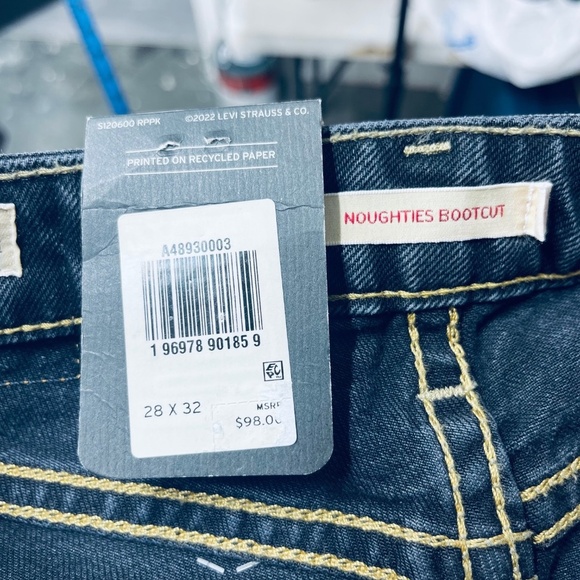 S120600 RPPK ©2022 LEVI STRAUSS & CO.
PRINTED ON RECYCLED PAPER
NOUGHTIES BOOTCUT
A48930003
1 96978 90185 9
28 X 32
MSRP
$98.00